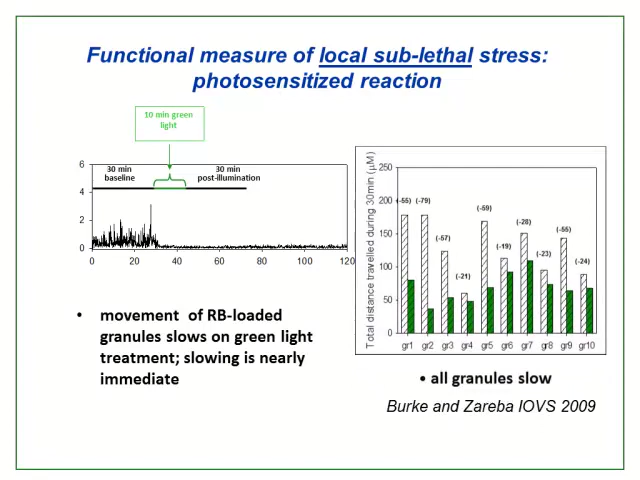 Functional measure of local sub-lethal stress:
photosensitized reaction
10 min green
light
30 min
baseline
30 min
post-illumination
6
4
2
0
0 20 40 60 80 100 120
• movement of RB-loaded
granules slows on green light
treatment; slowing is nearly
immediate
Total distance travelled during 30min (μM)
250
200
150
100
50
0
(-55) (-79) (-57) (-21) (-59) (-19) (-28) (-23) (-55) (-24)
gr1 gr2 gr3 gr4 gr5 gr6 gr7 gr8 gr9 gr10
• all granules slow
Burke and Zareba IOVS 2009